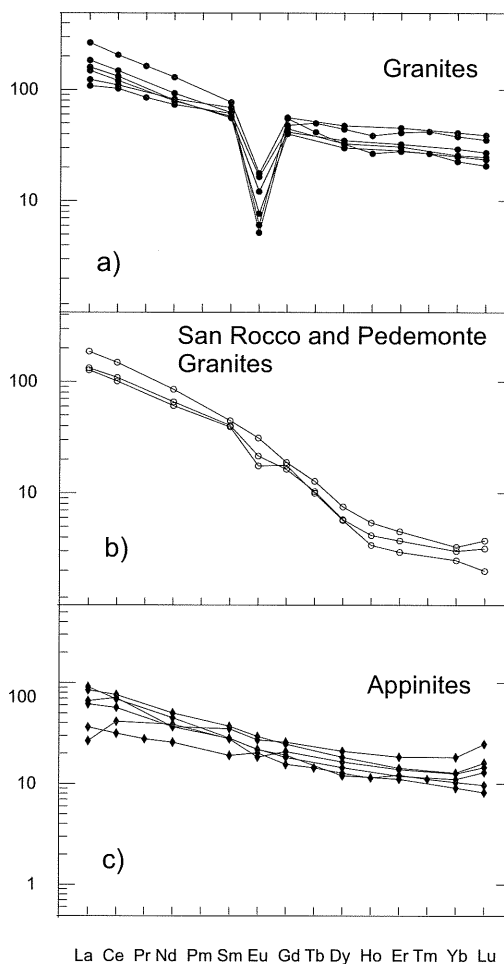 100
Granites
10
a)
San Rocco and Pedemonte
Granites
100
10
b)
Appinites
100
10
c)
1
La Ce Pr Nd Pm Sm Eu Gd Tb Dy Ho Er Tm Yb Lu